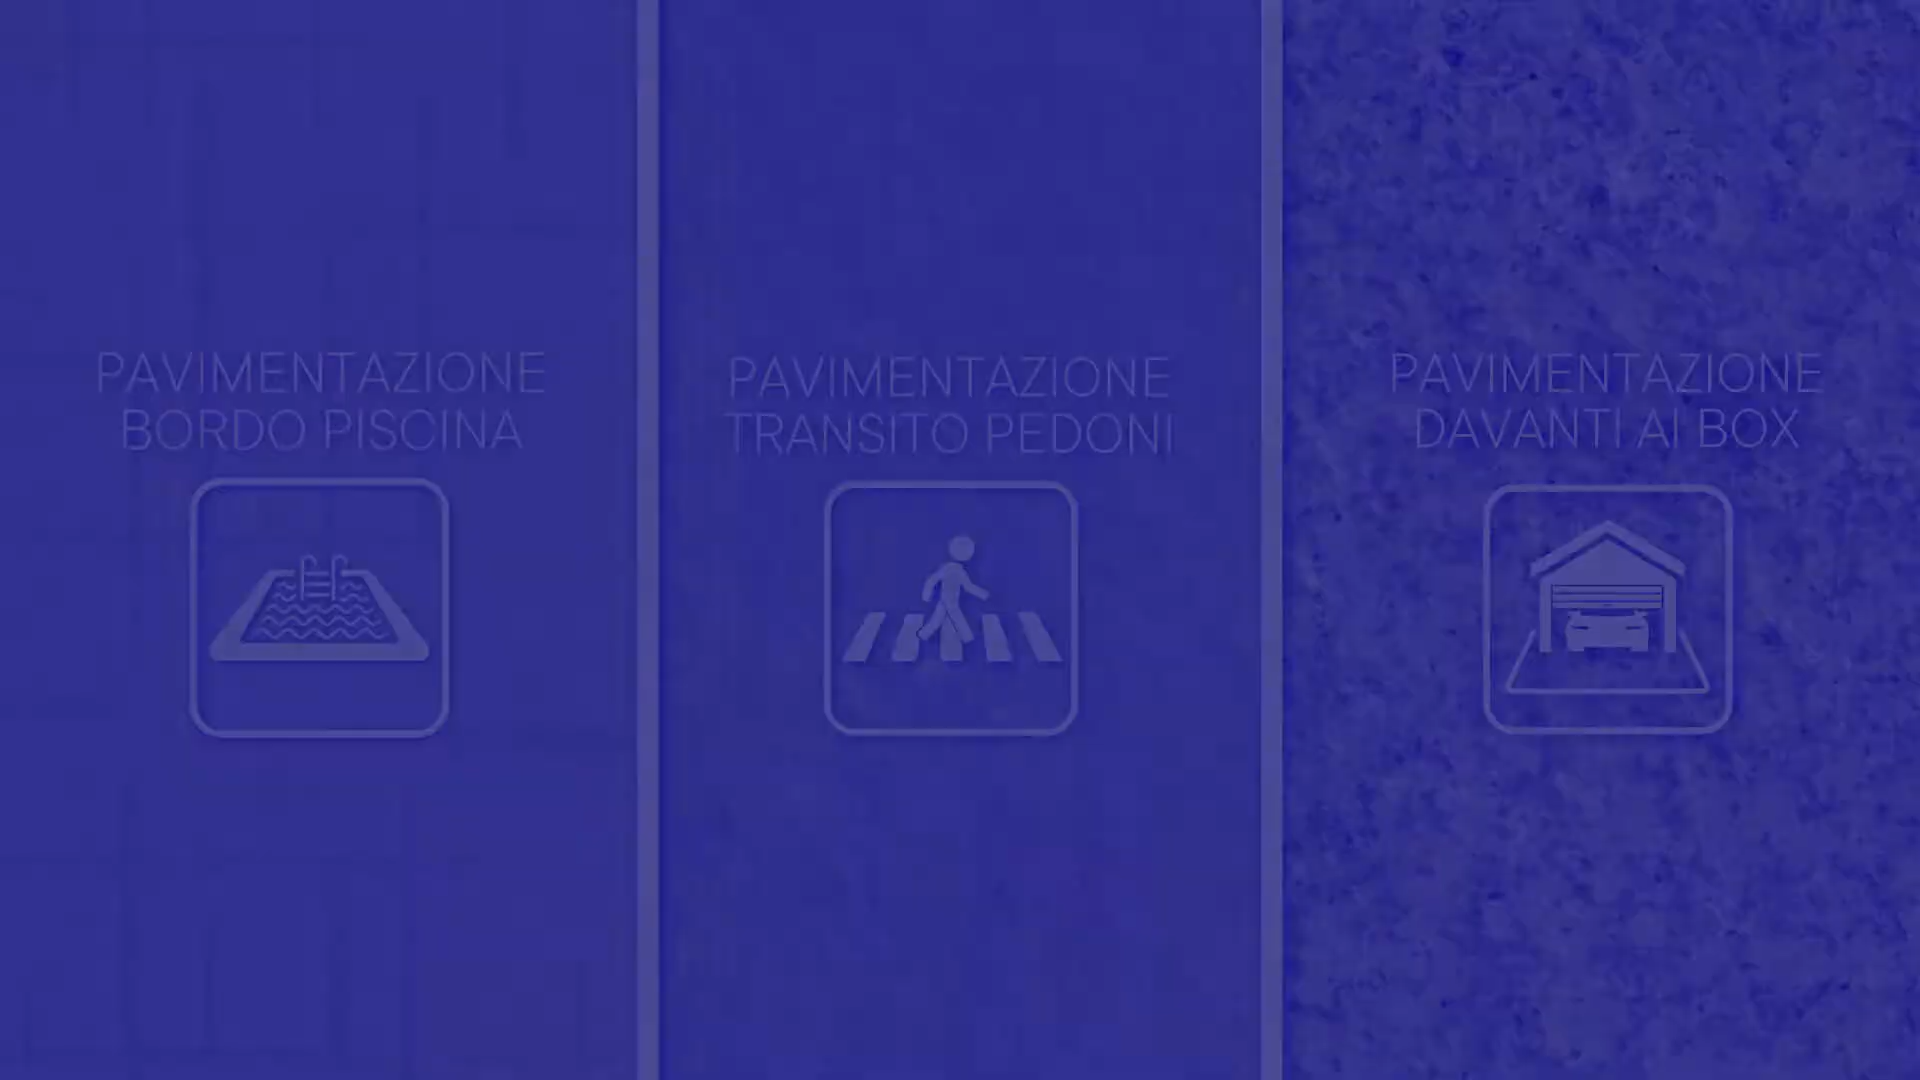 PAVIMENTAZIONE
BORDO PISCINA
PAVIMENTAZIONE
TRANSITO PEDONI
PAVIMENTAZIONE
DAVANTI AI BOX